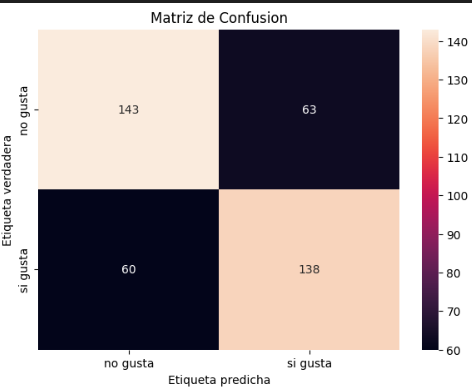 Matriz de Confusion
Etiqueta verdadera
no gusta
si gusta
143
63
60
138
no gusta
si gusta
Etiqueta predicha
140
130
120
110
100
90
80
70
60